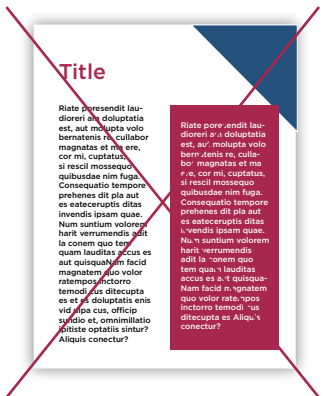 Title
Riate poresendit lau-
dioreri aln doluptatia
est, aut molupta volo
bernatenis re, cullabor
magnatas et ma ere,
cor mi, cuptatus,
si rescil mossequo
quibusdae nim fuga.
Consequatio tempore
prehenes dit pla aut
es eateceruptis ditas
invendis ipsam quae.
Num suntium volorem
harit verrumendis adit
la conem quo tem
quam lauditas accus es
aut quisquaNam facid
magnatem quo volor
ratempos inctorro
temodi cus ditecupta
es et es doluptatis enis
vid ulpa cus, officip
sundio et, omnimillatio
ipitiste optatiis sintur?
Aliquis conectur?
Riate poresendit lau-
dioreri aln doluptatia
est, aut molupta volo
bernatenis re, culla-
bor magnatas et ma
ere, cor mi, cuptatus,
si rescil mossequo
quibusdae nim fuga.
Consequatio tempore
prehenes dit pla aut
es eateceruptis ditas
invendis ipsam quae.
Num suntium volorem
harit verrumendis
adit la conem quo
tem quam lauditas
accus es aut quisqua-
Nam facid magnatem
quo volor ratempos
inctorro temodi cus
ditecupta es Aliquis
conectur?